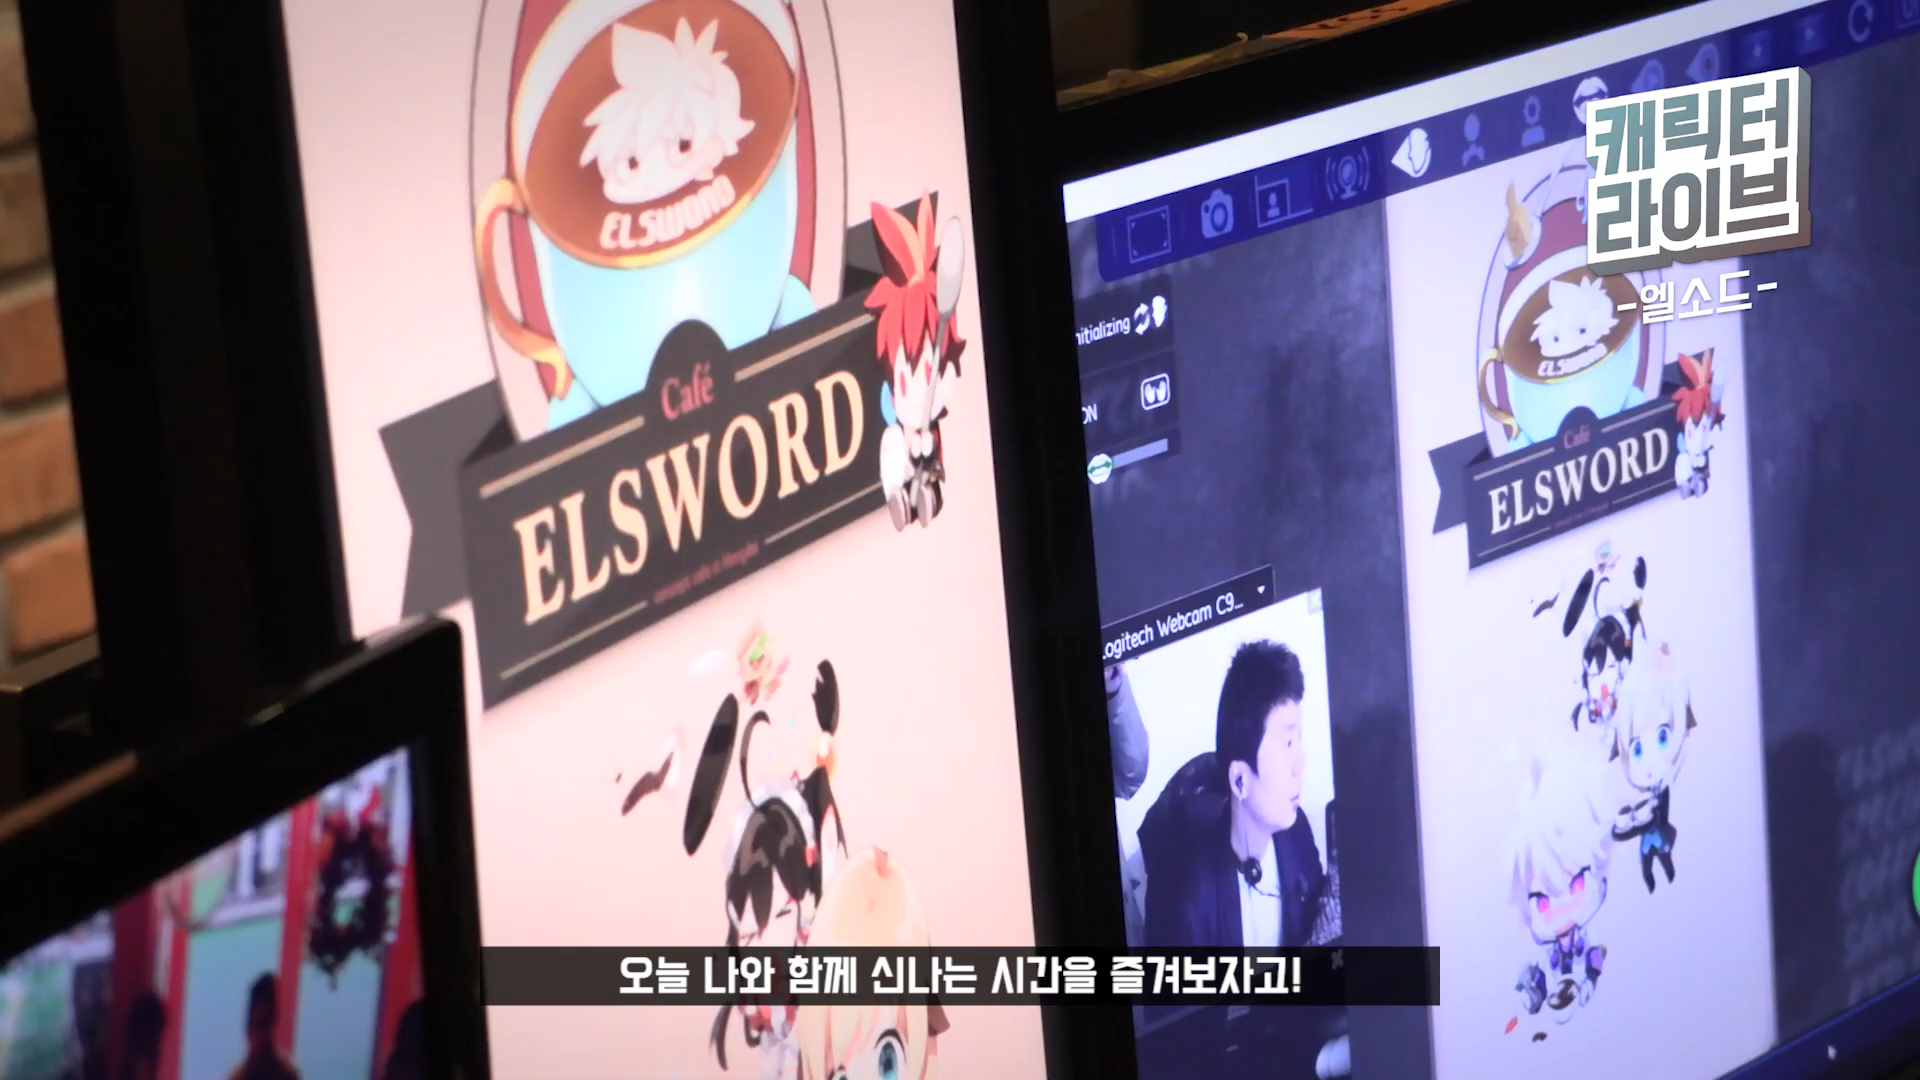 ELSWORD
Café
ELSWORD
캐릭터
라이브
-엘소드-
nitializing
ON
Logitech Webcam C9...
ELSWORD
Café
ELSWORD
오늘 나와 함께 신나는 시간을 즐겨보자고!